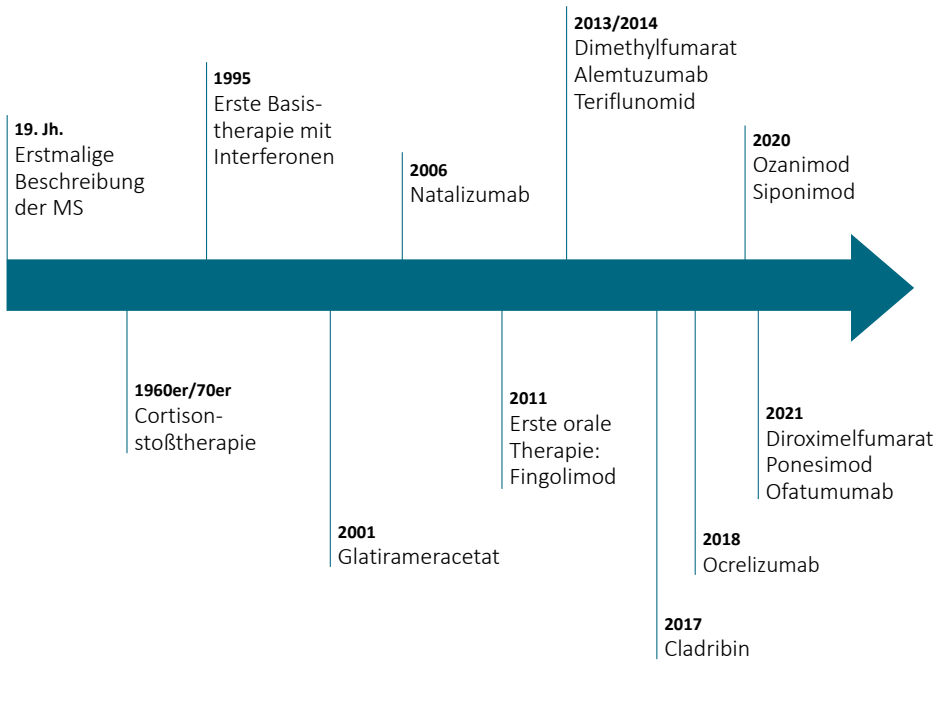 19. Jh.
Erstmalige
Beschreibung
der MS
1960er/70er
Cortison-
stoßtherapie
1995
Erste Basis-
therapie mit
Interferonen
2001
Glatirameracetat
2006
Natalizumab
2011
Erste orale
Therapie:
Fingolimod
2013/2014
Dimethylfumarat
Alemtuzumab
Teriflunomid
2017
Cladribin
2018
Ocrelizumab
2020
Ozanimod
Siponimod
2021
Diroximelfumarat
Ponesimod
Ofatumumab